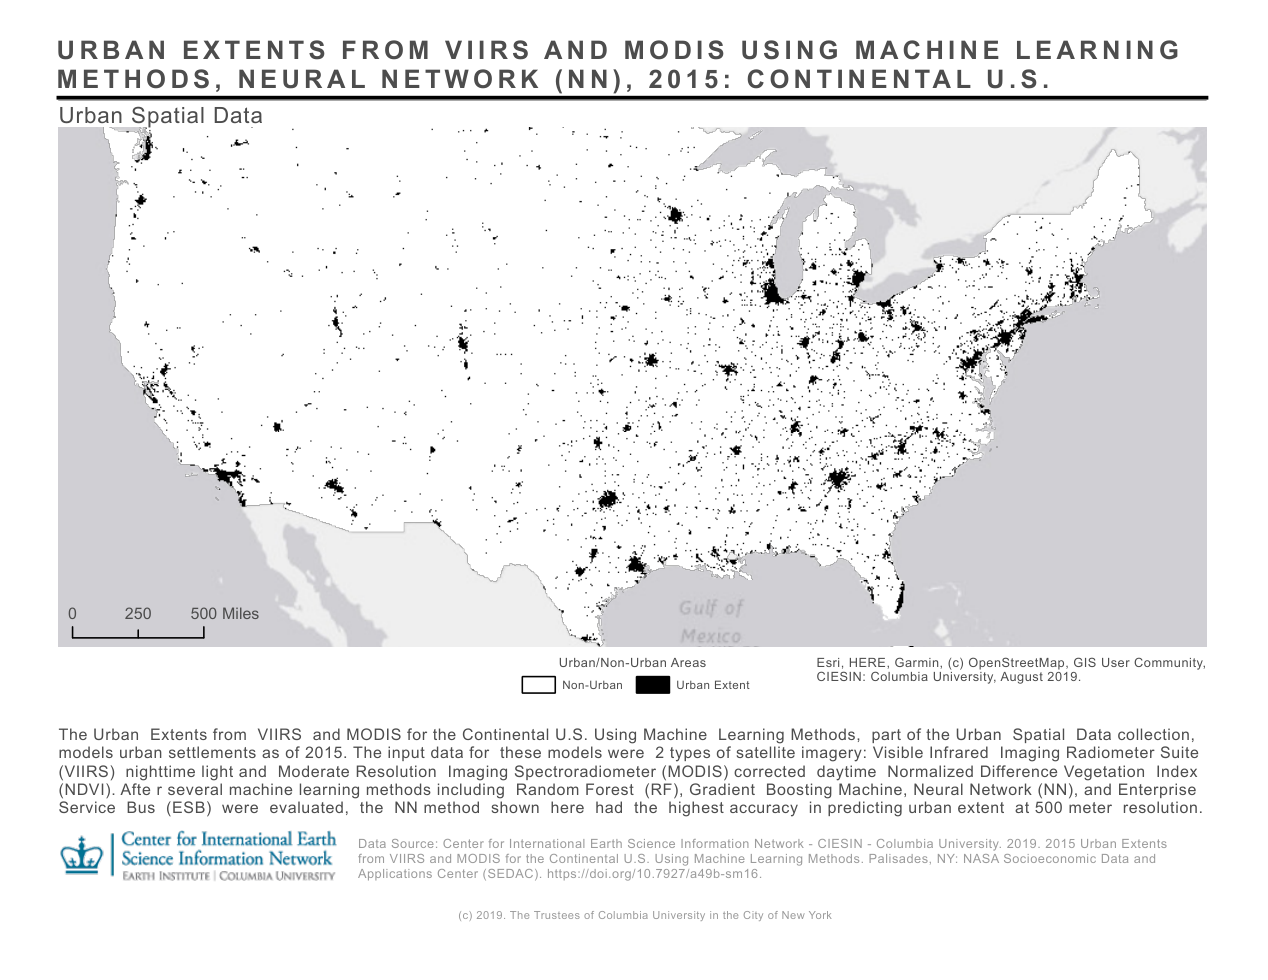 URBAN EXTENTS FROM VIIRS AND MODIS USING MACHINE LEARNING
METHODS, NEURAL NETWORK (NN), 2015: CONTINENTAL U.S.
Urban Spatial Data
Gulf of
Mexico
0 250 500 Miles
Urban/Non-Urban Areas
Non-Urban Urban Extent
Esri, HERE, Garmin, (c) OpenStreetMap, GIS User Community,
CIESIN: Columbia University, August 2019.
The Urban Extents from VIIRS and MODIS for the Continental U.S. Using Machine Learning Methods, part of the Urban Spatial Data collection,
models urban settlements as of 2015. The input data for these models were 2 types of satellite imagery: Visible Infrared Imaging Radiometer Suite
(VIIRS) nighttime light and Moderate Resolution Imaging Spectroradiometer (MODIS) corrected daytime Normalized Difference Vegetation Index
(NDVI). Afte r several machine learning methods including Random Forest (RF), Gradient Boosting Machine, Neural Network (NN), and Enterprise
Service Bus (ESB) were evaluated, the NN method shown here had the highest accuracy in predicting urban extent at 500 meter resolution.
Center for International Earth
Science Information Network
EARTH INSTITUTE | COLUMBIA UNIVERSITY
Data Source: Center for International Earth Science Information Network - CIESIN - Columbia University. 2019. 2015 Urban Extents
from VIIRS and MODIS for the Continental U.S. Using Machine Learning Methods. Palisades, NY: NASA Socioeconomic Data and
Applications Center (SEDAC). https://doi.org/10.7927/a49b-sm16.
(c) 2019. The Trustees of Columbia University in the City of New York